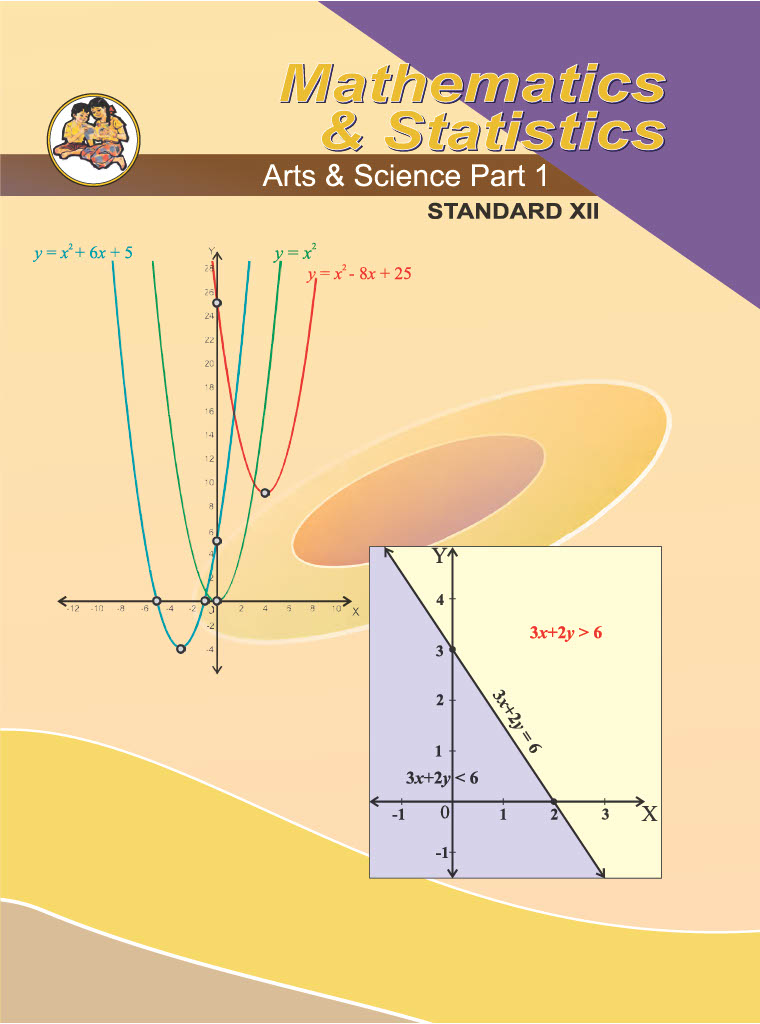 Mathematics
& Statistics
Arts & Science Part 1
STANDARD XII
y = x² + 6x + 5
y = x²
y = x² - 8x + 25
Y
28
26
24
22
20
18
16
14
12
10
8
6
4
2
-12 -10 -8 -6 -4 -2 0 2 4 6 8 10 X
-2
-4
Y
4
3x+2y > 6
3
2
3x+2y = 6
1
3x+2y < 6
-1 0 1 2 3 X
-1